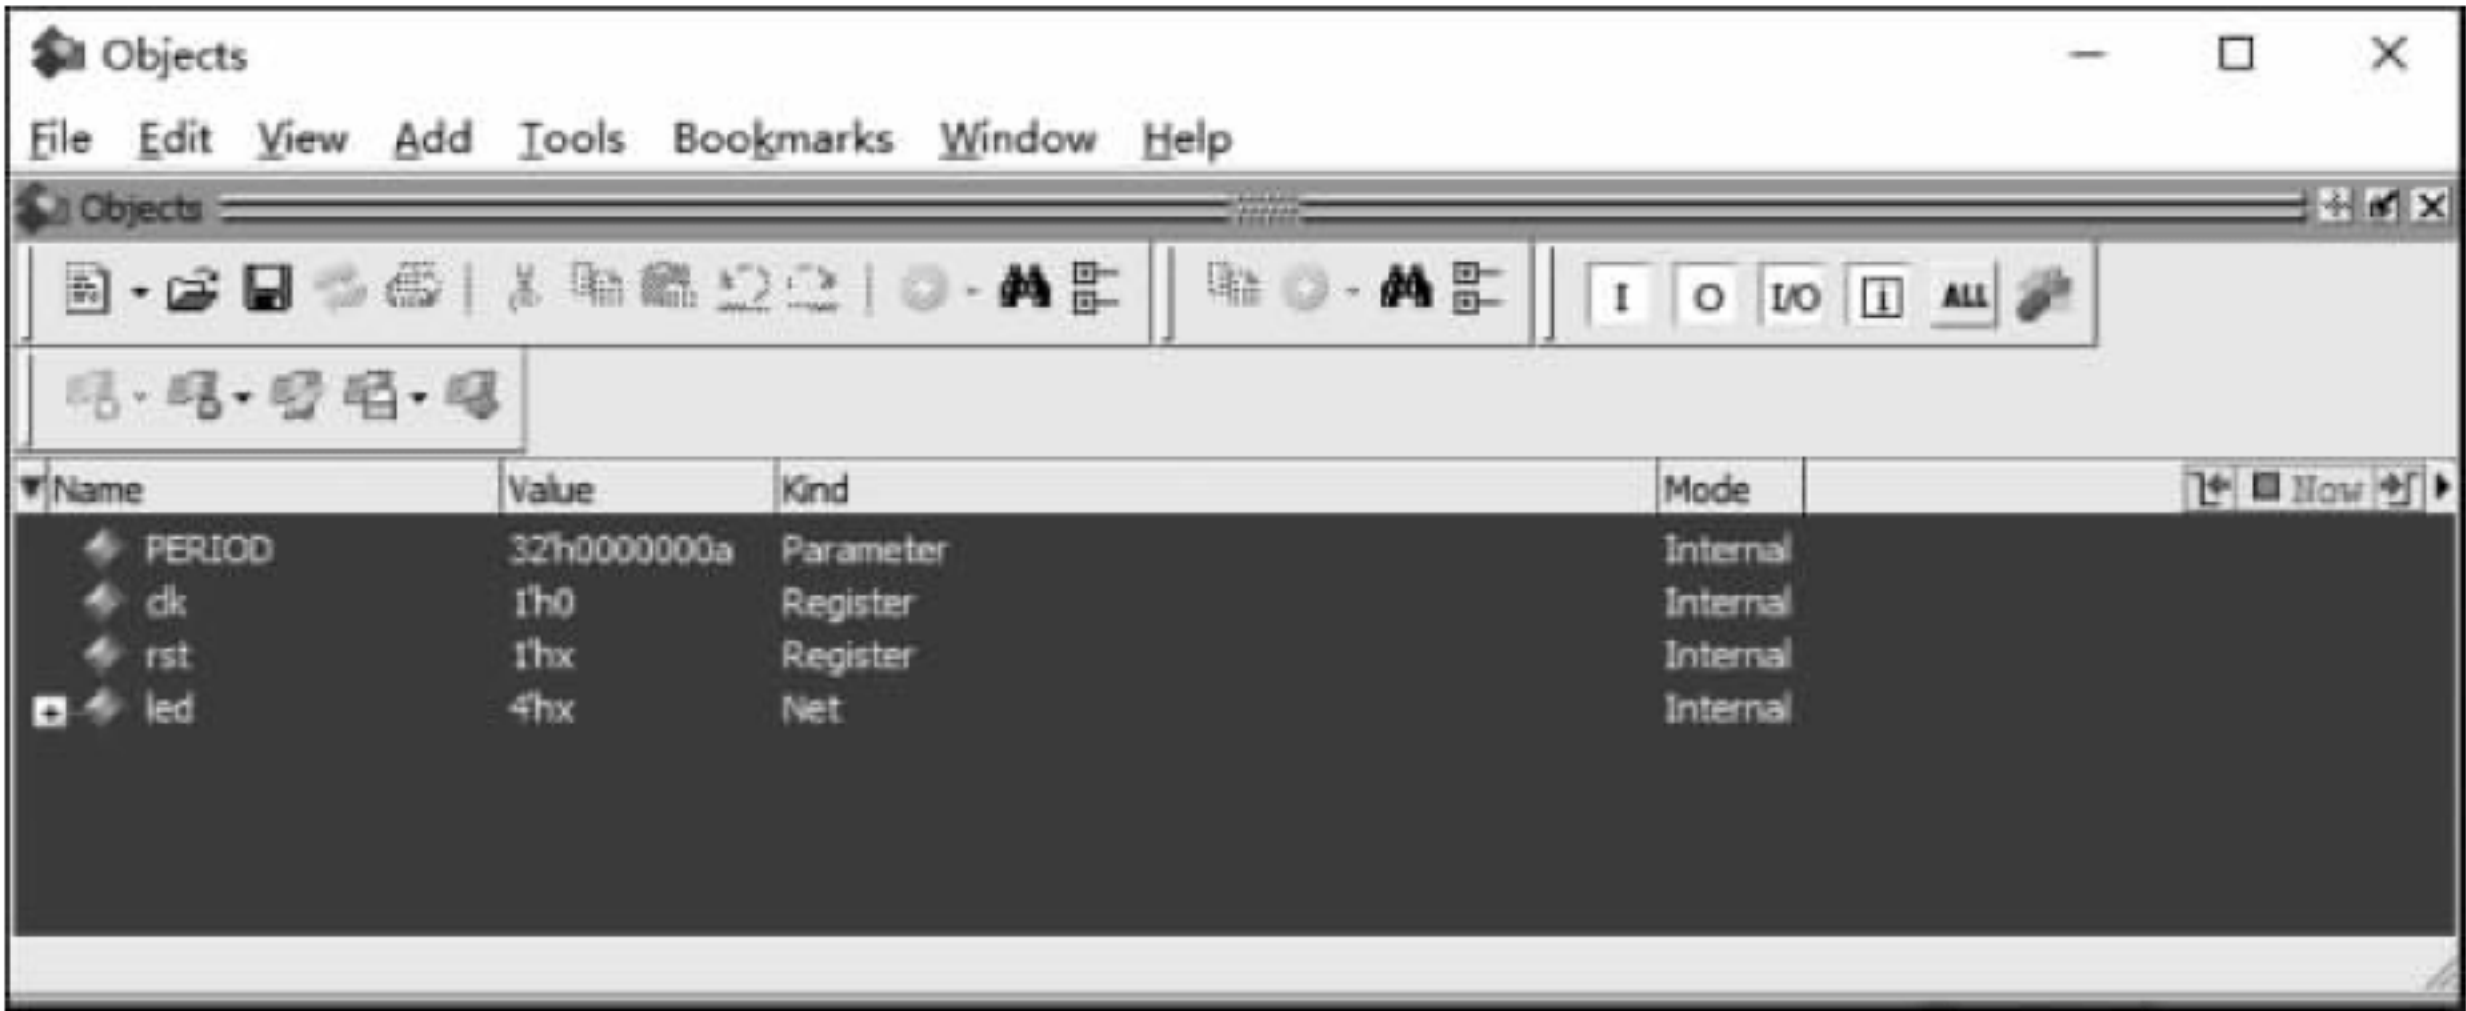 Objects
File Edit View Add Tools Bookmarks Window Help
Objects
I O I/O i ALL
Name Value Kind Mode Now
PERIOD 32'h0000000a Parameter Internal
clk 1'h0 Register Internal
rst 1'hx Register Internal
led 4'hx Net Internal